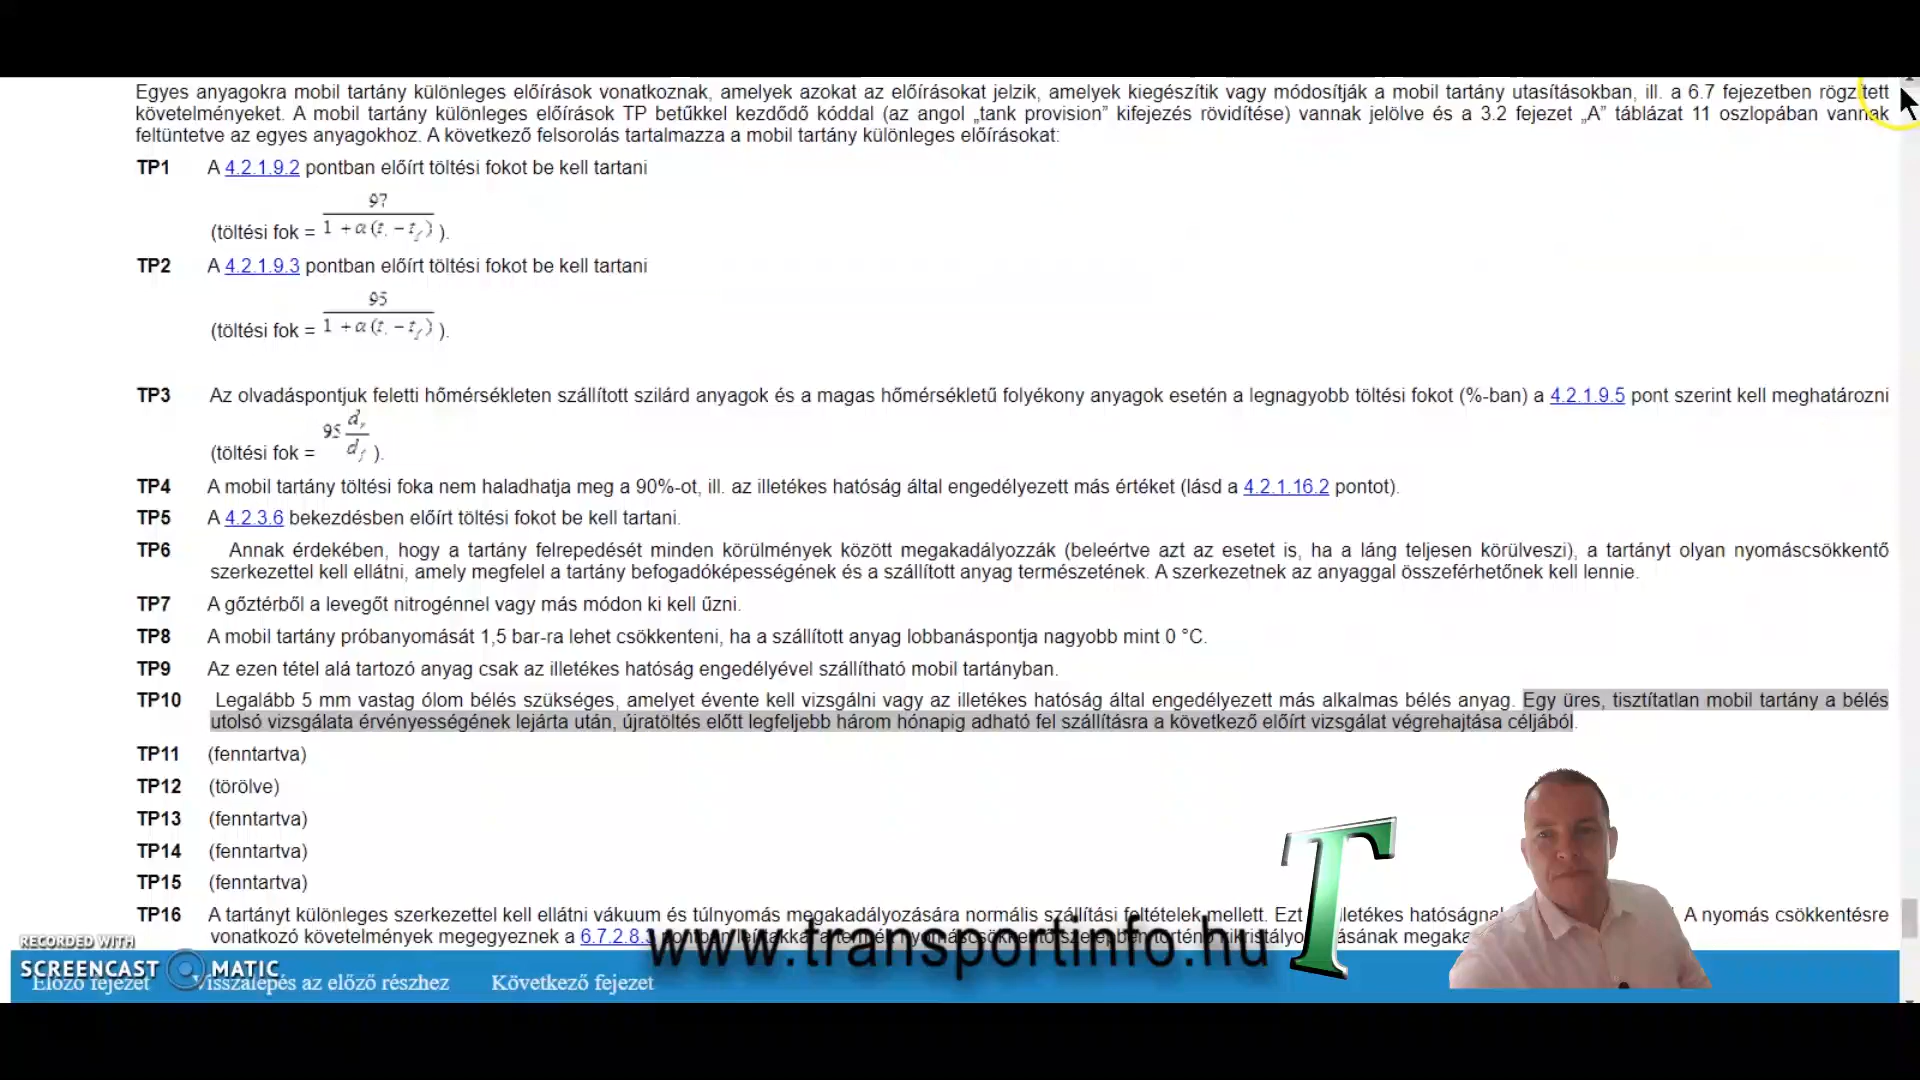 Egyes anyagokra mobil tartány különleges előírások vonatkoznak, amelyek azokat az előírásokat jelzik, amelyek kiegészítik vagy módosítják a mobil tartány utasításokban, ill. a 6.7 fejezetben rögzített
követelményeket. A mobil tartány különleges előírások TP betűkkel kezdődő kóddal (az angol „tank provision” kifejezés rövidítése) vannak jelölve és a 3.2 fejezet „A” táblázat 11 oszlopában vannak
feltüntetve az egyes anyagokhoz. A következő felsorolás tartalmazza a mobil tartány különleges előírásokat:
TP1 A 4.2.1.9.2 pontban előírt töltési fokot be kell tartani
97
(töltési fok = 1 + α (t - t f) ).
TP2 A 4.2.1.9.3 pontban előírt töltési fokot be kell tartani
95
(töltési fok = 1 + α (t - t f) ).
TP3 Az olvadáspontjuk feletti hőmérsékleten szállított szilárd anyagok és a magas hőmérsékletű folyékony anyagok esetén a legnagyobb töltési fokot (%-ban) a 4.2.1.9.5 pont szerint kell meghatározni
95 d
(töltési fok = d f ).
TP4 A mobil tartány töltési foka nem haladhatja meg a 90%-ot, ill. az illetékes hatóság által engedélyezett más értéket (lásd a 4.2.1.16.2 pontot).
TP5 A 4.2.3.6 bekezdésben előírt töltési fokot be kell tartani.
TP6 Annak érdekében, hogy a tartány felrepedését minden körülmények között megakadályozzák (beleértve azt az esetet is, ha a láng teljesen körülveszi), a tartányt olyan nyomáscsökkentő
szerkezettel kell ellátni, amely megfelel a tartány befogadóképességének és a szállított anyag természetének. A szerkezetnek az anyaggal összeférhetőnek kell lennie.
TP7 A gőztérből a levegőt nitrogénnel vagy más módon ki kell űzni.
TP8 A mobil tartány próbanyomását 1,5 bar-ra lehet csökkenteni, ha a szállított anyag lobbanáspontja nagyobb mint 0 °C.
TP9 Az ezen tétel alá tartozó anyag csak az illetékes hatóság engedélyével szállítható mobil tartányban.
TP10 Legalább 5 mm vastag ólom bélés szükséges, amelyet évente kell vizsgálni vagy az illetékes hatóság által engedélyezett más alkalmas bélés anyag. Egy üres, tisztítatlan mobil tartány a bélés
utolsó vizsgálata érvényességének lejárta után, újratöltés előtt legfeljebb három hónapig adható fel szállításra a következő előírt vizsgálat végrehajtása céljából.
TP11 (fenntartva)
TP12 (törölve)
TP13 (fenntartva)
TP14 (fenntartva)
TP15 (fenntartva)
TP16 A tartányt különleges szerkezettel kell ellátni vákuum és túlnyomás megakadályozására normális szállítási feltételek mellett. Ezt A nyomás csökkentésre
vonatkozó követelmények megegyeznek a 6.7.2.8.3
www.transportinfo.hu
T
RECORDED WITH
SCREENCAST MATIC
Előző fejezet Visszalépés az előző részhez Következő fejezet